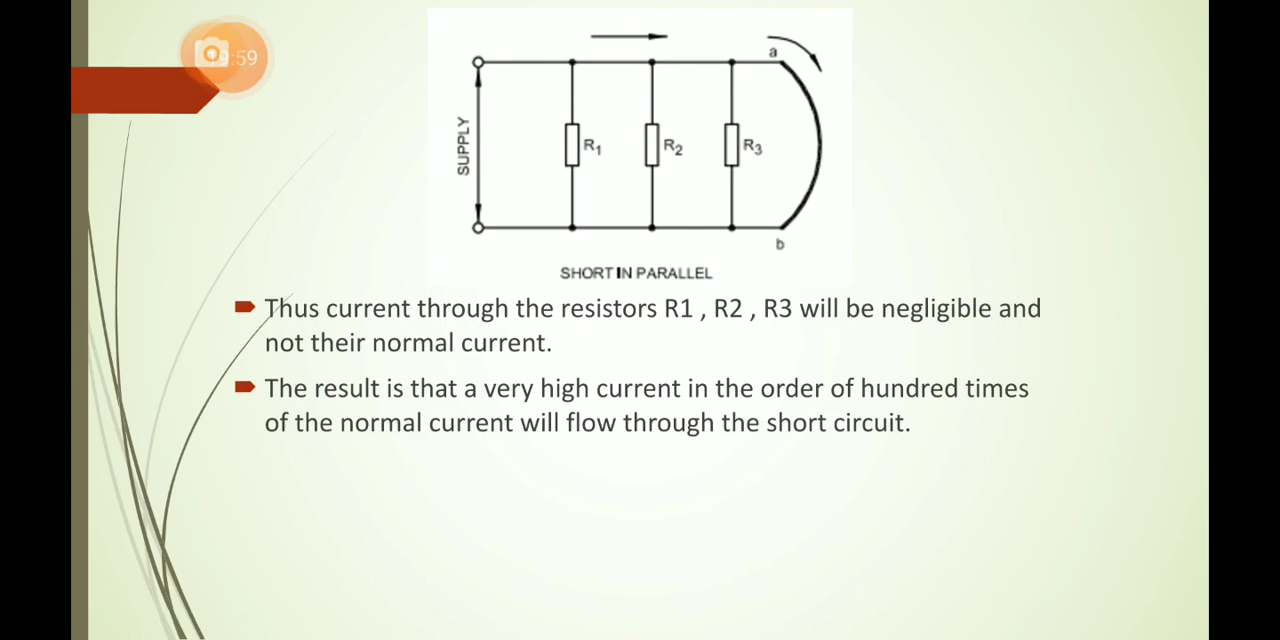 :59
a
SUPPLY
R1
R2
R3
b
SHORT IN PARALLEL
Thus current through the resistors R1 , R2 , R3 will be negligible and
not their normal current.
The result is that a very high current in the order of hundred times
of the normal current will flow through the short circuit.